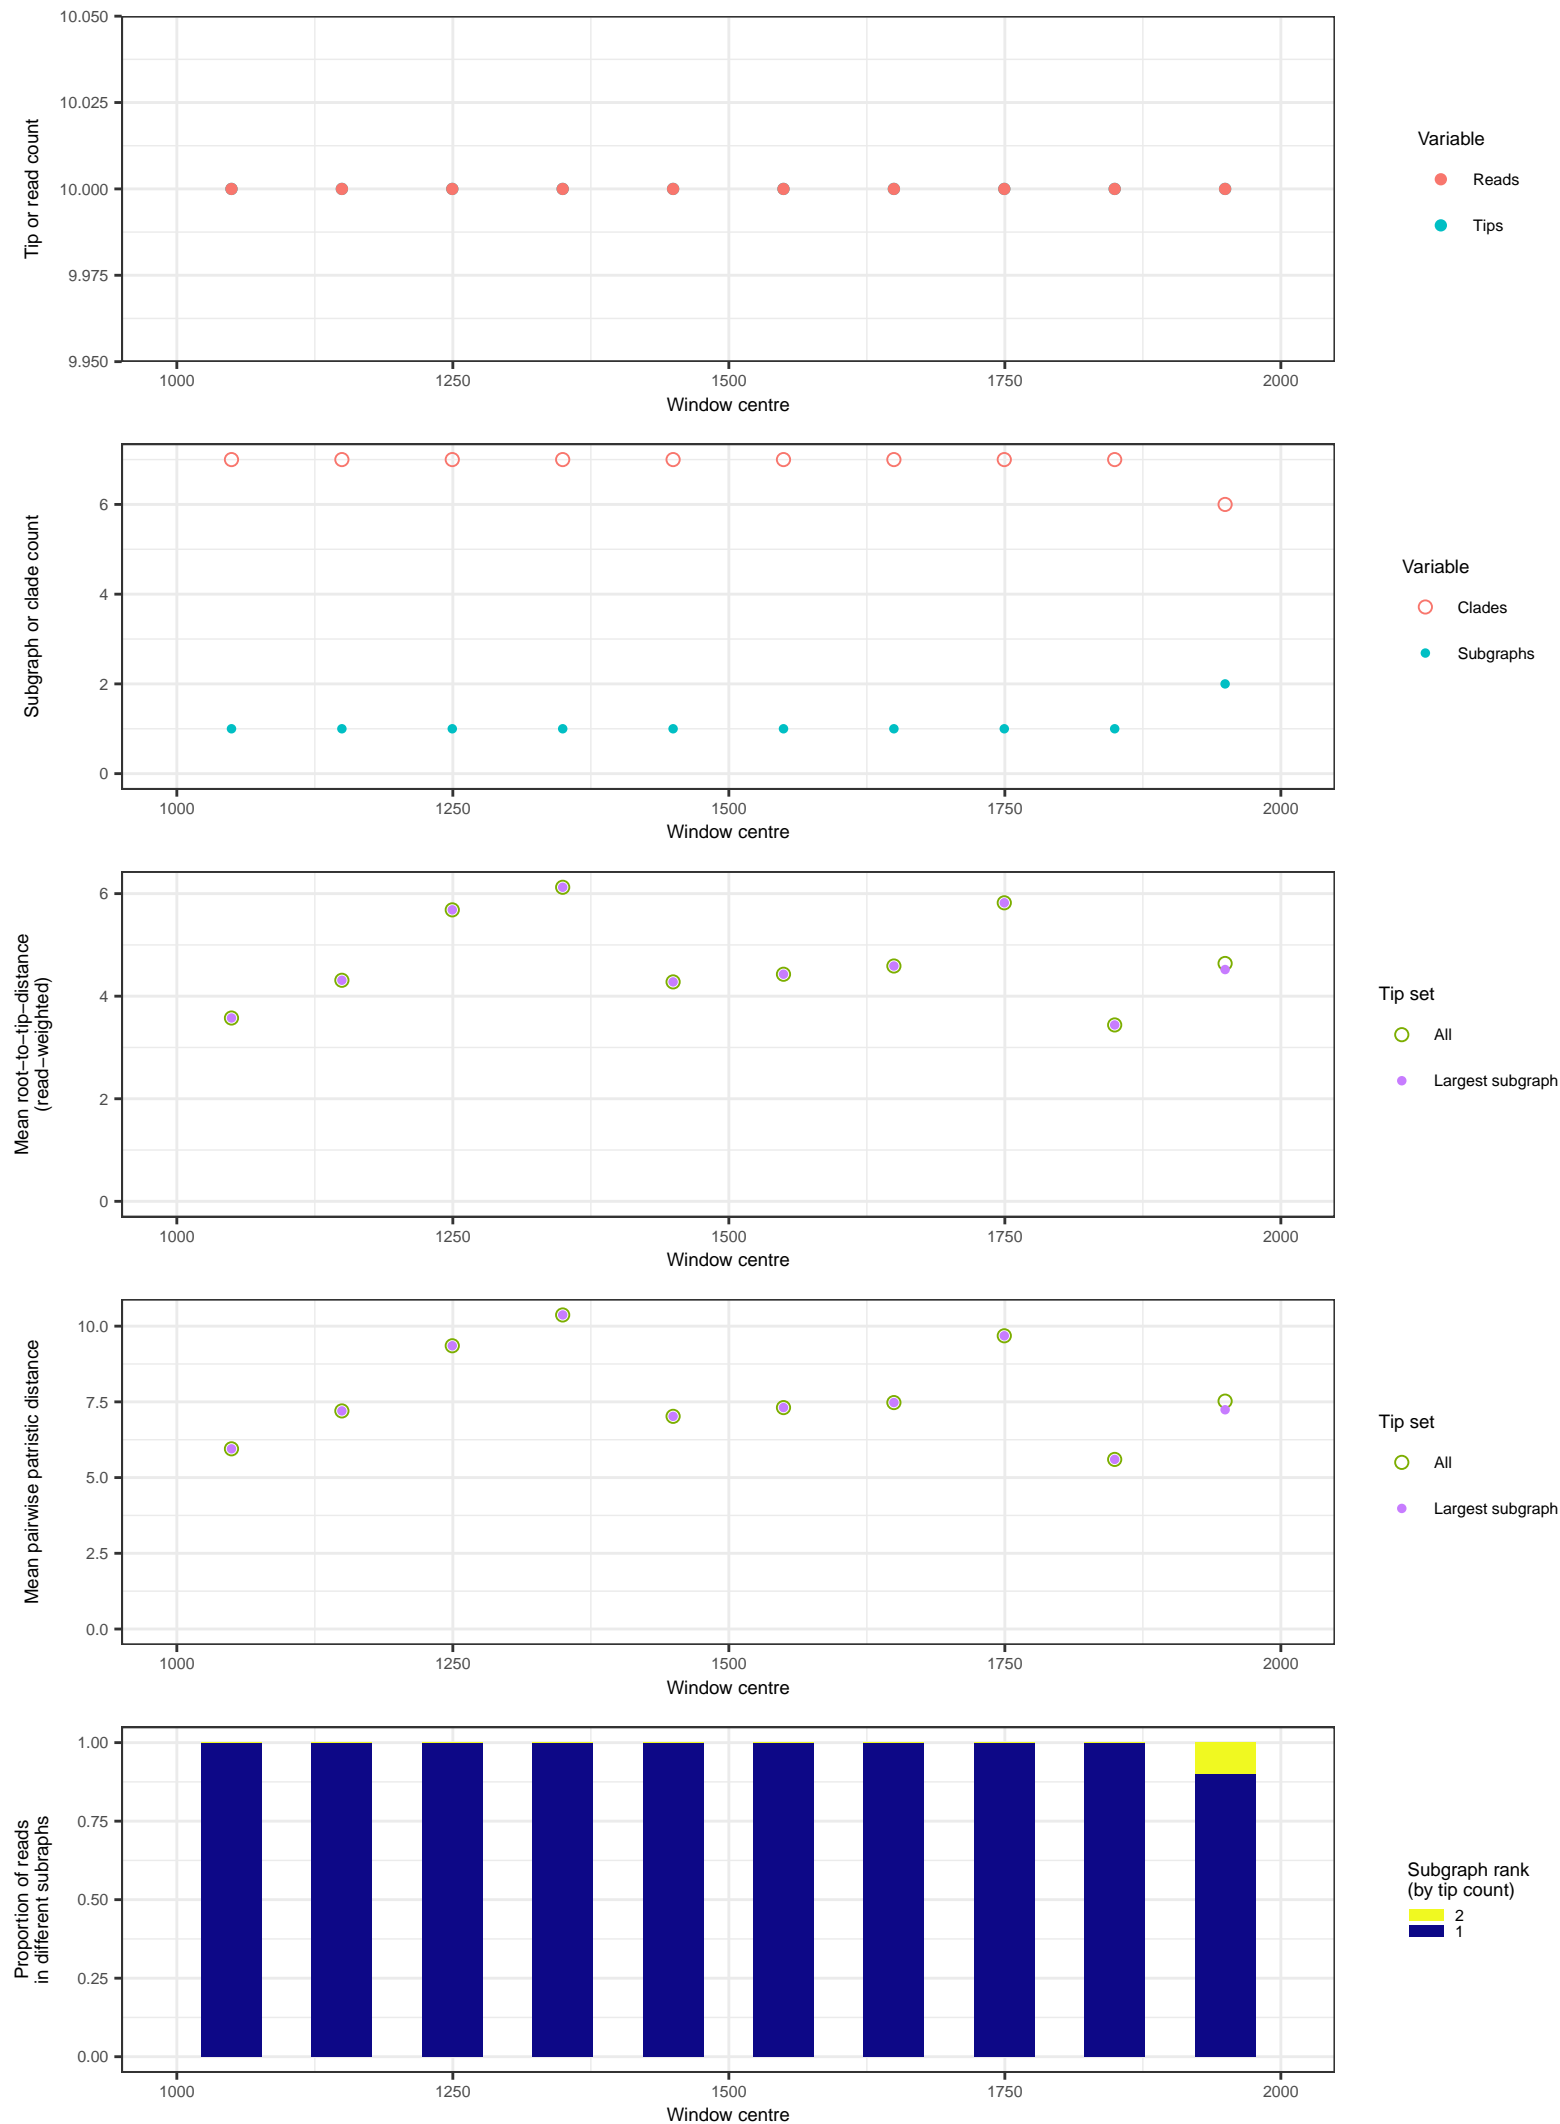 10.050
10.025
10.000
9.975
9.950
Tip or read count
1000 1250 1500 1750 2000
Window centre
Variable
Reads
Tips
6
4
2
0
Subgraph or clade count
1000 1250 1500 1750 2000
Window centre
Variable
Clades
Subgraphs
6
4
2
0
Mean root−to−tip−distance
(read−weighted)
1000 1250 1500 1750 2000
Window centre
Tip set
All
Largest subgraph
10.0
7.5
5.0
2.5
0.0
Mean pairwise patristic distance
1000 1250 1500 1750 2000
Window centre
Tip set
All
Largest subgraph
1.00
0.75
0.50
0.25
0.00
Proportion of reads
in different subraphs
1000 1250 1500 1750 2000
Window centre
Subgraph rank
(by tip count)
2
1